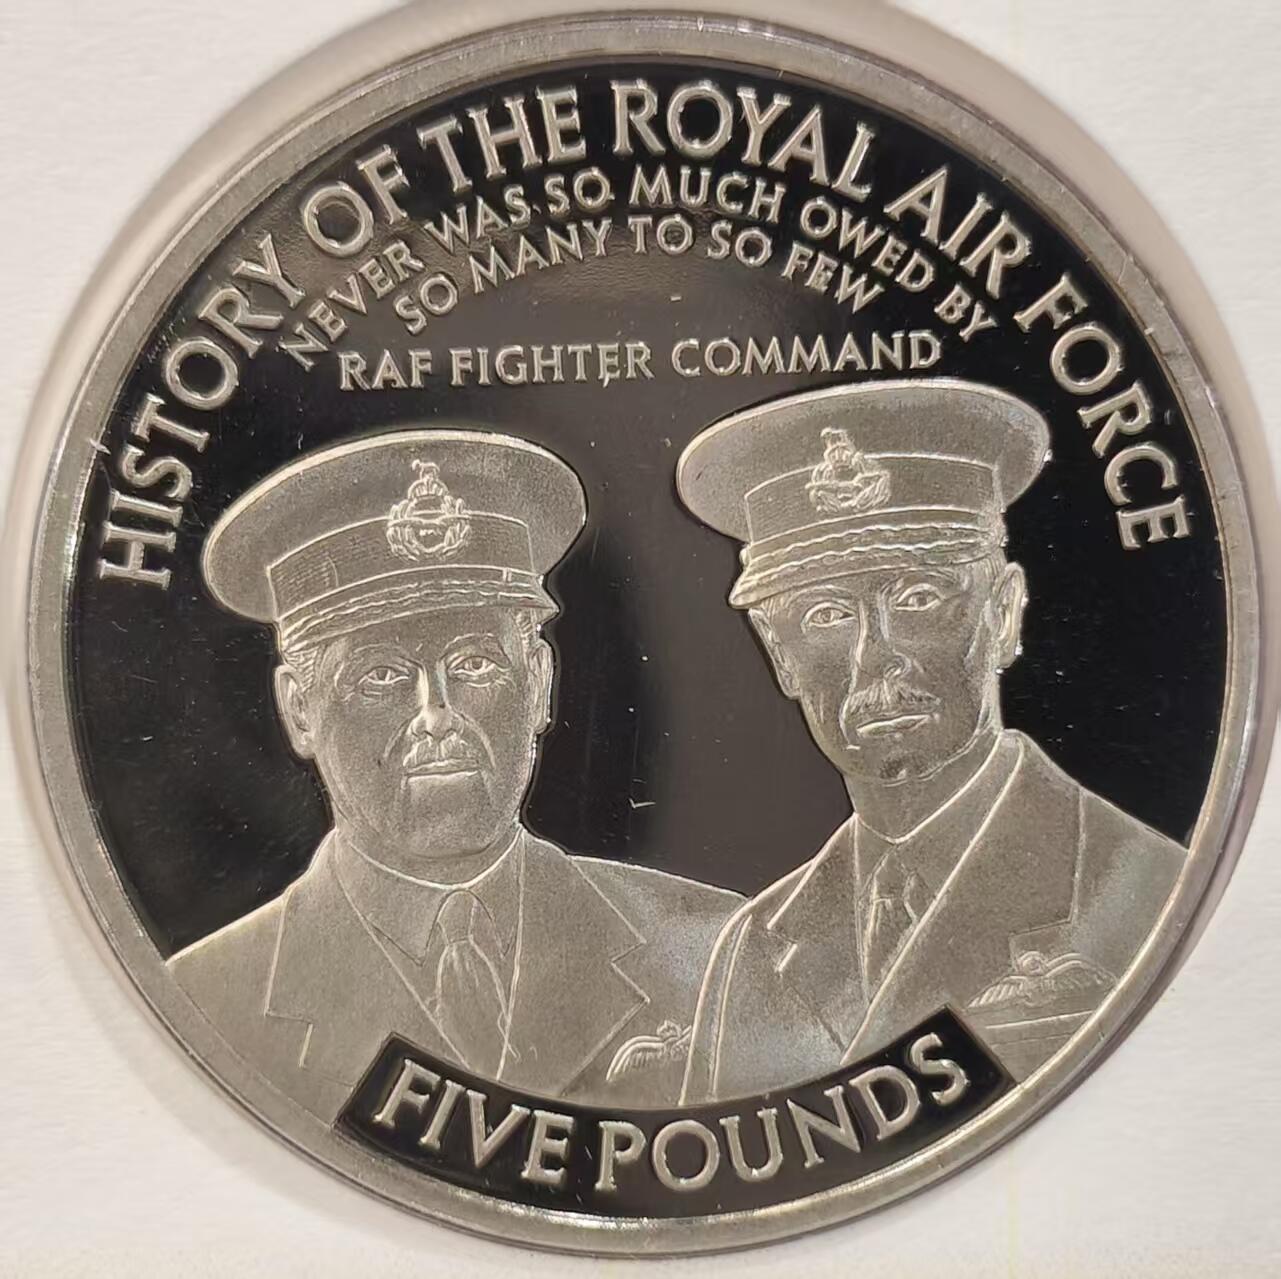 HISTORY OF THE ROYAL AIR FORCE
NEVER WAS SO MUCH OWED BY
SO MANY TO SO FEW
RAF FIGHTER COMMAND
FIVE POUNDS